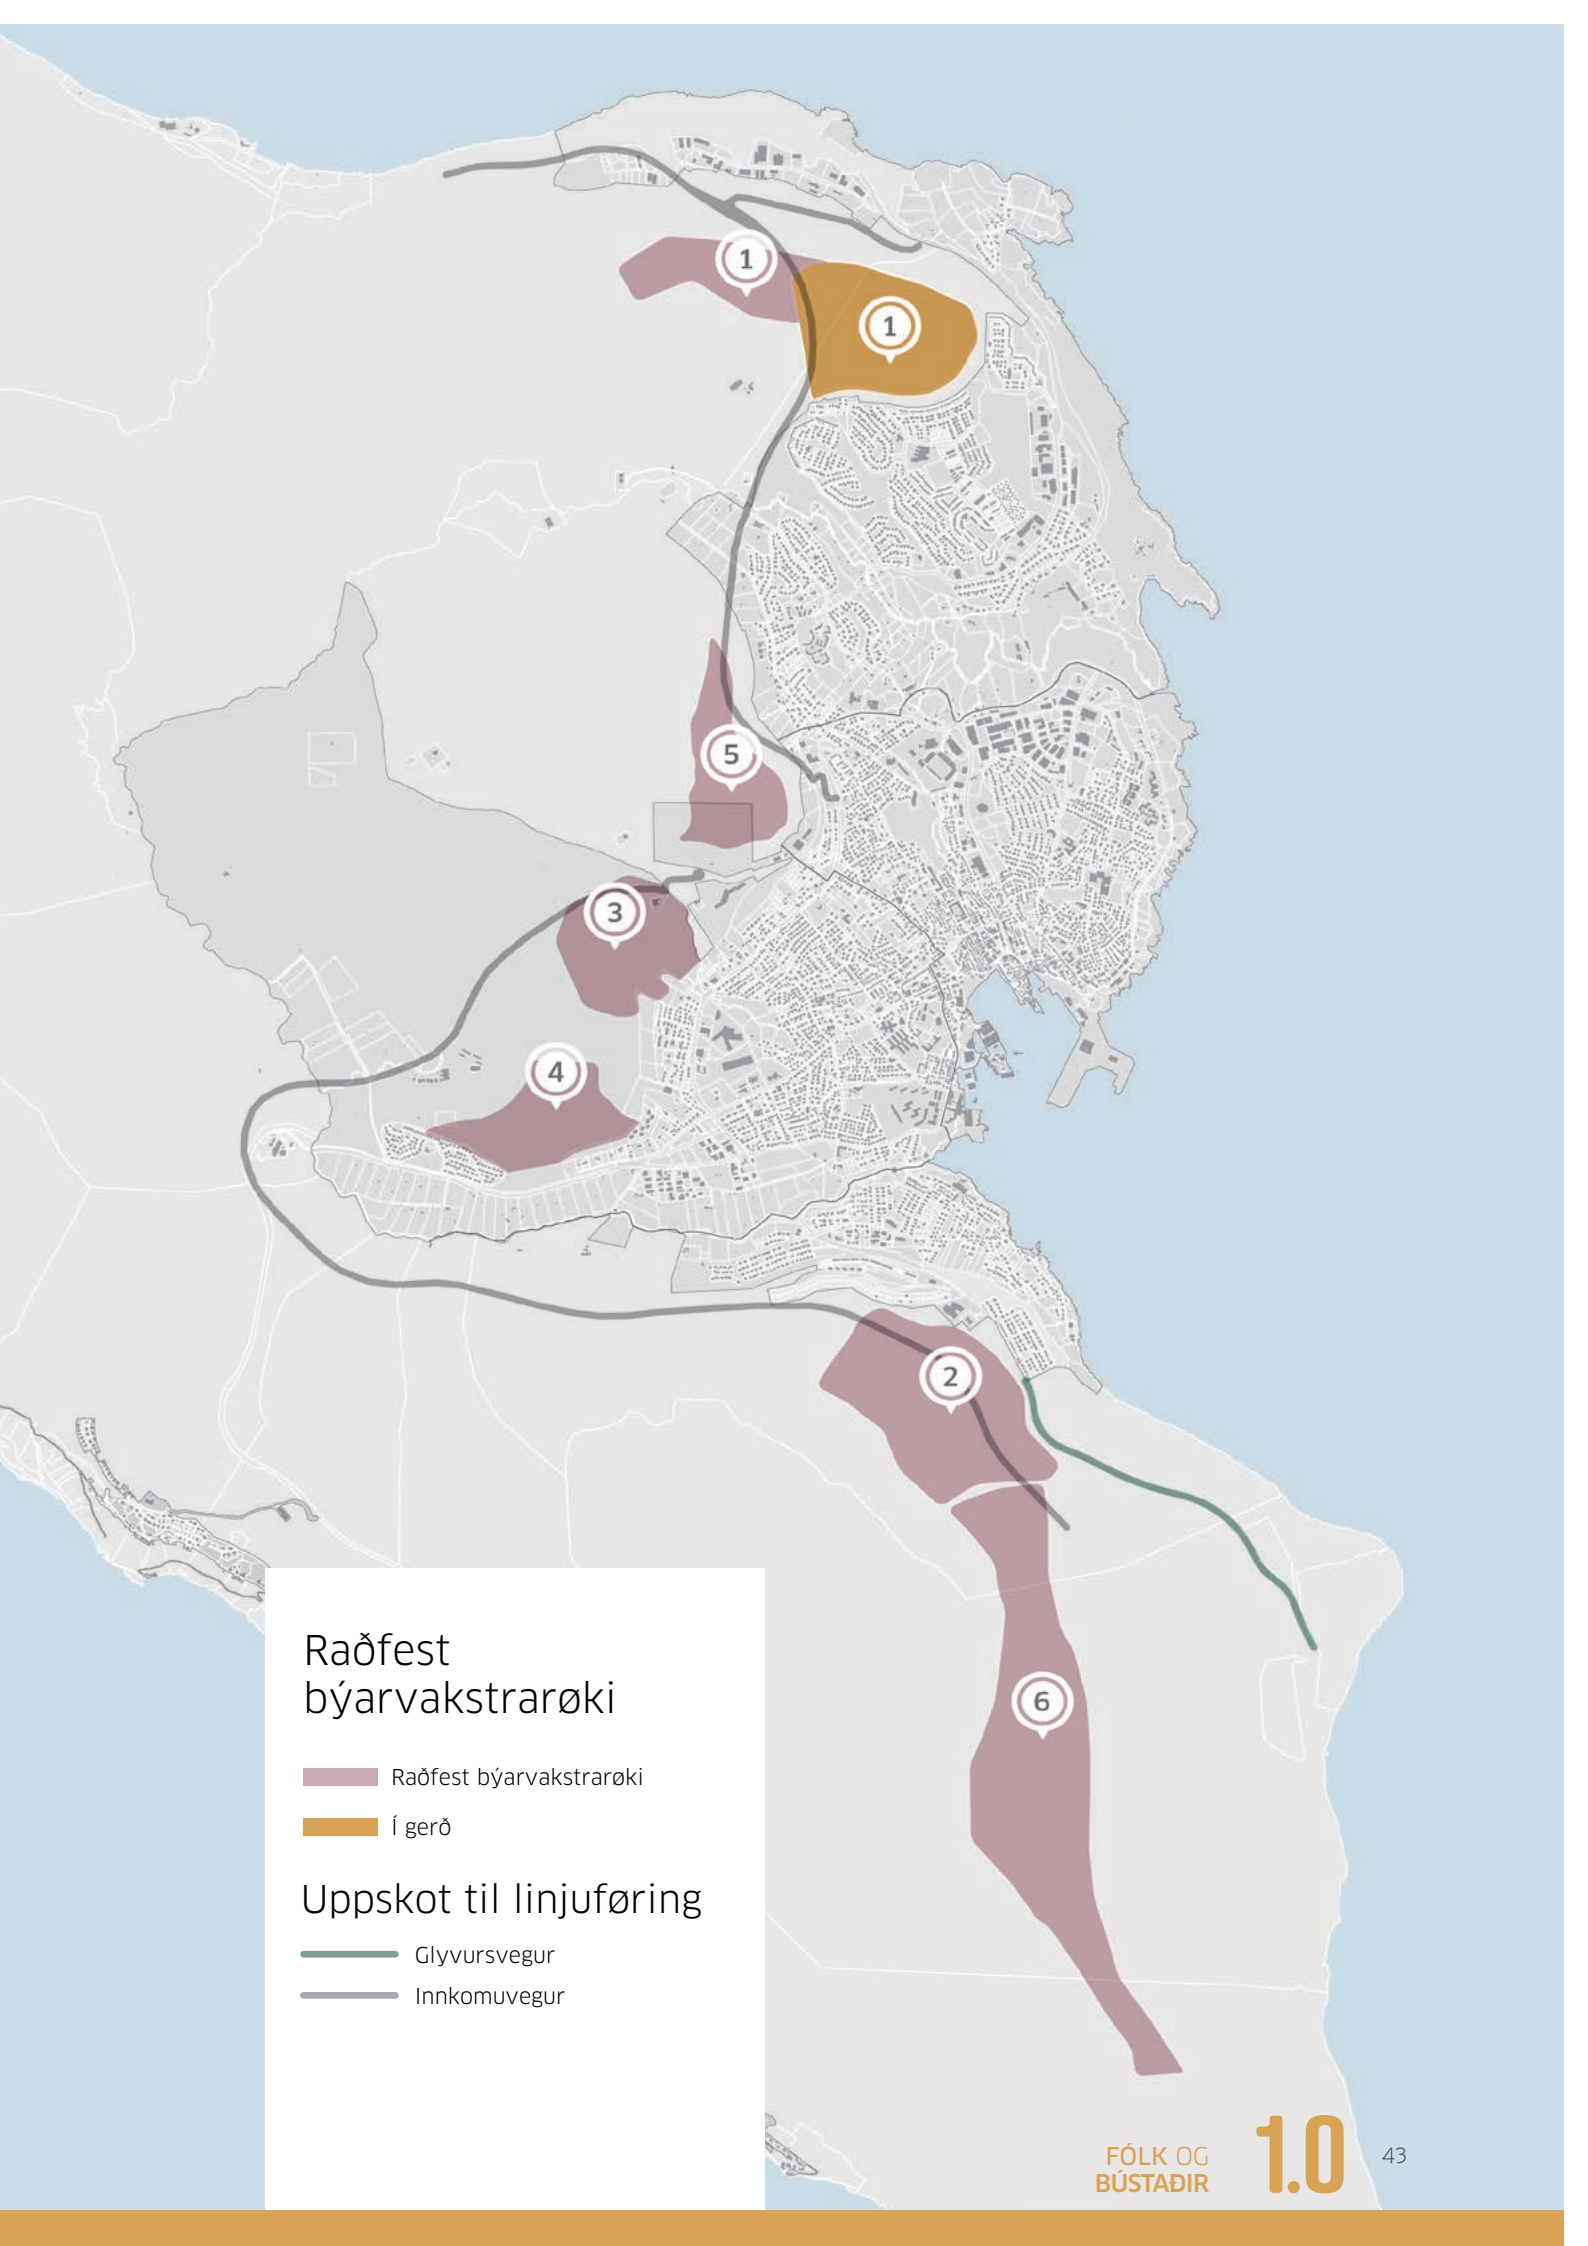 1
1
5
3
4
2
6
Raðfest
býarvakstrarøki
Raðfest býarvakstrarøki
Í gerð
Uppskot til linjuføring
Glyvursvegur
Innkomuvegur
FÓLK OG
BÚSTAÐIR
1.0
43